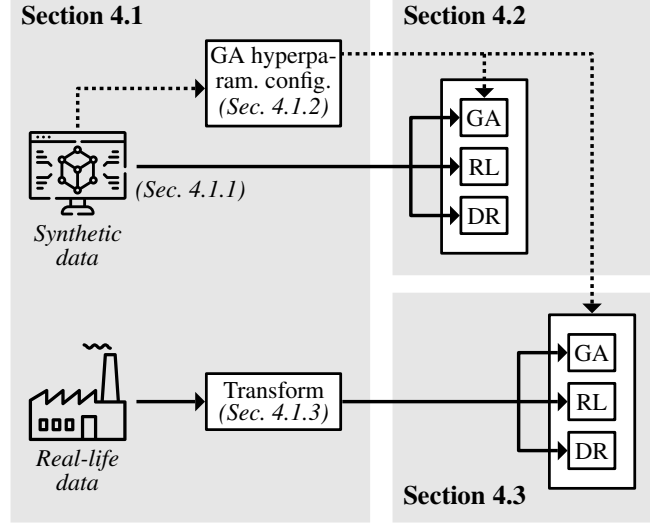 Section 4.1
GA hyperpa-
ram. config.
(Sec. 4.1.2)
(Sec. 4.1.1)
Synthetic
data
Section 4.2
GA
RL
DR
Transform
(Sec. 4.1.3)
Real-life
data
GA
RL
DR
Section 4.3